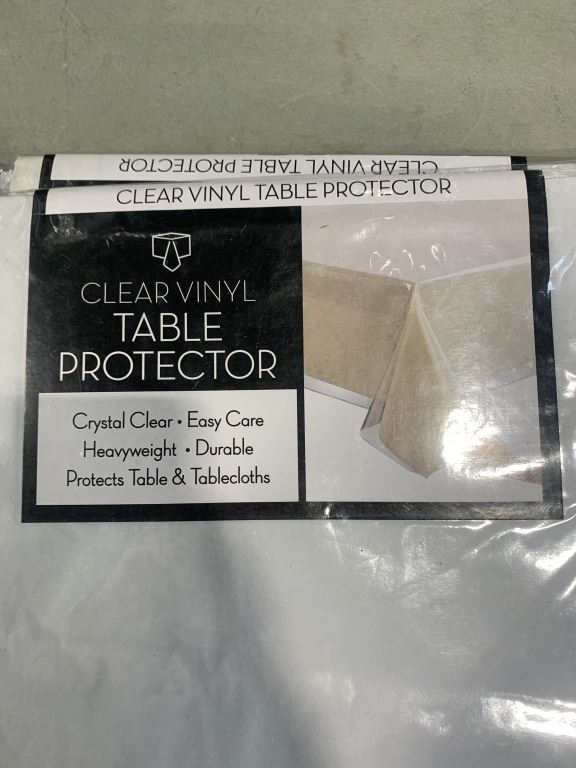 CLEAR VINYL TABLE PROTECTOR
CLEAR VINYL TABLE PROTECTOR
CLEAR VINYL
TABLE
PROTECTOR
Crystal Clear • Easy Care
Heavyweight • Durable
Protects Table & Tablecloths